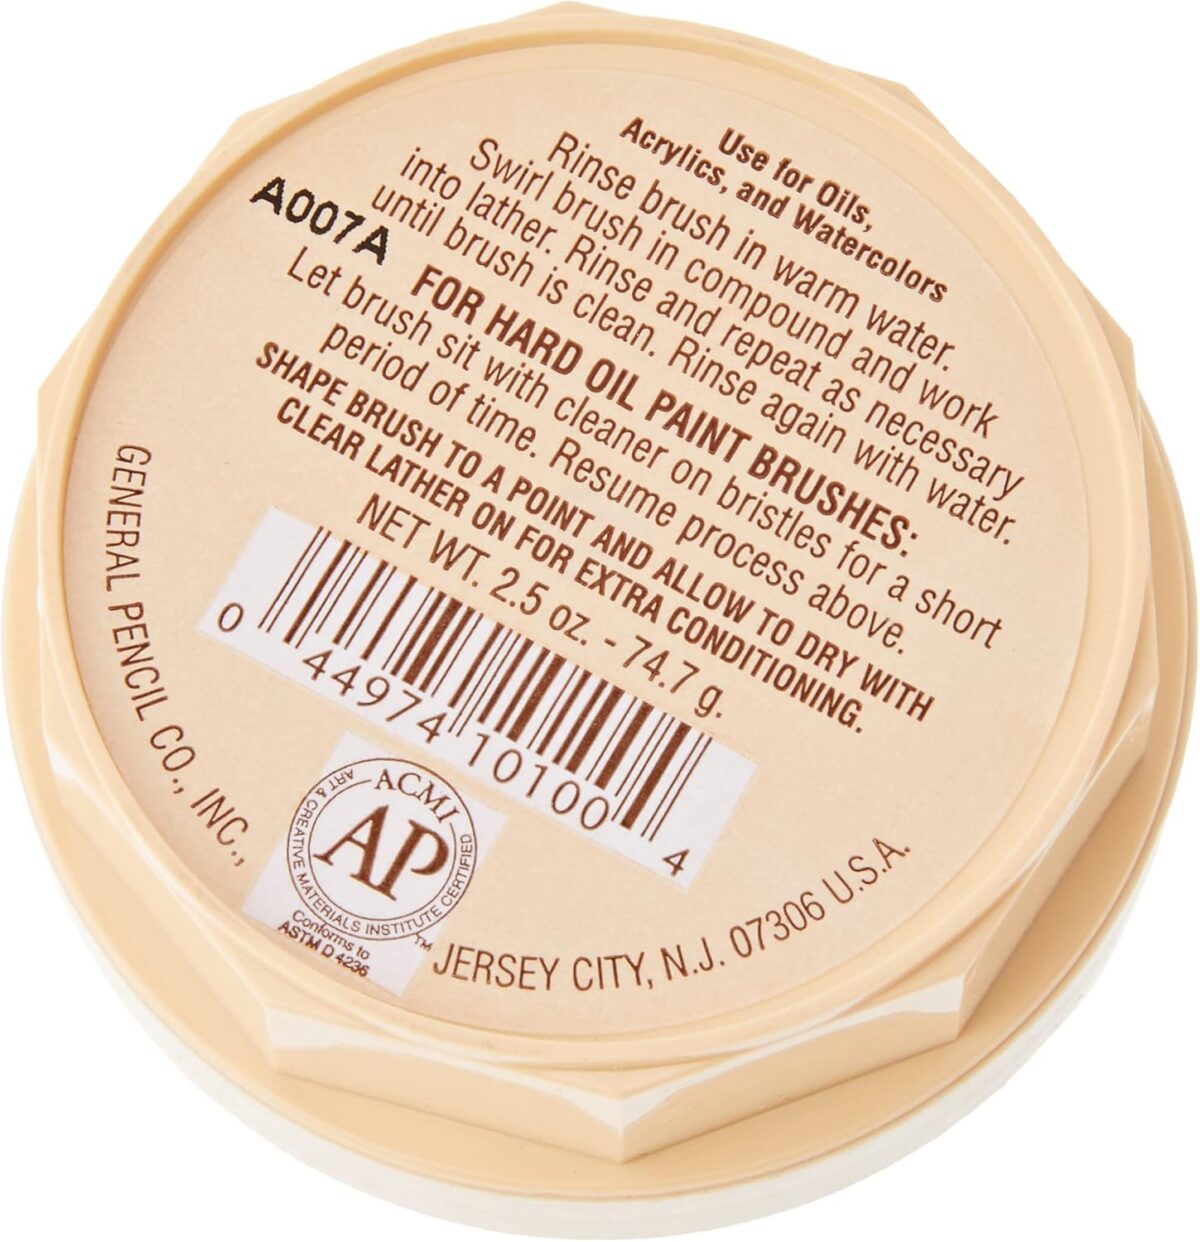 Use for Oils,
Acrylics, and Watercolors
Rinse brush in warm water.
Swirl brush in compound and work
into lather. Rinse and repeat as necessary
until brush is clean. Rinse again with water.
A007A
FOR HARD OIL PAINT BRUSHES:
Let brush sit with cleaner on bristles for a short
period of time. Resume process above.
SHAPE BRUSH TO A POINT AND ALLOW TO DRY WITH
CLEAR LATHER ON FOR EXTRA CONDITIONING.
NET WT. 2.5 oz. - 74.7 g.
0 44974 10100 4
ACMI
AP
ART & CREATIVE MATERIALS INSTITUTE CERTIFIED
TM
Conforms to
ASTM D 4236
GENERAL PENCIL CO., INC.,
JERSEY CITY, N.J. 07306 U.S.A.